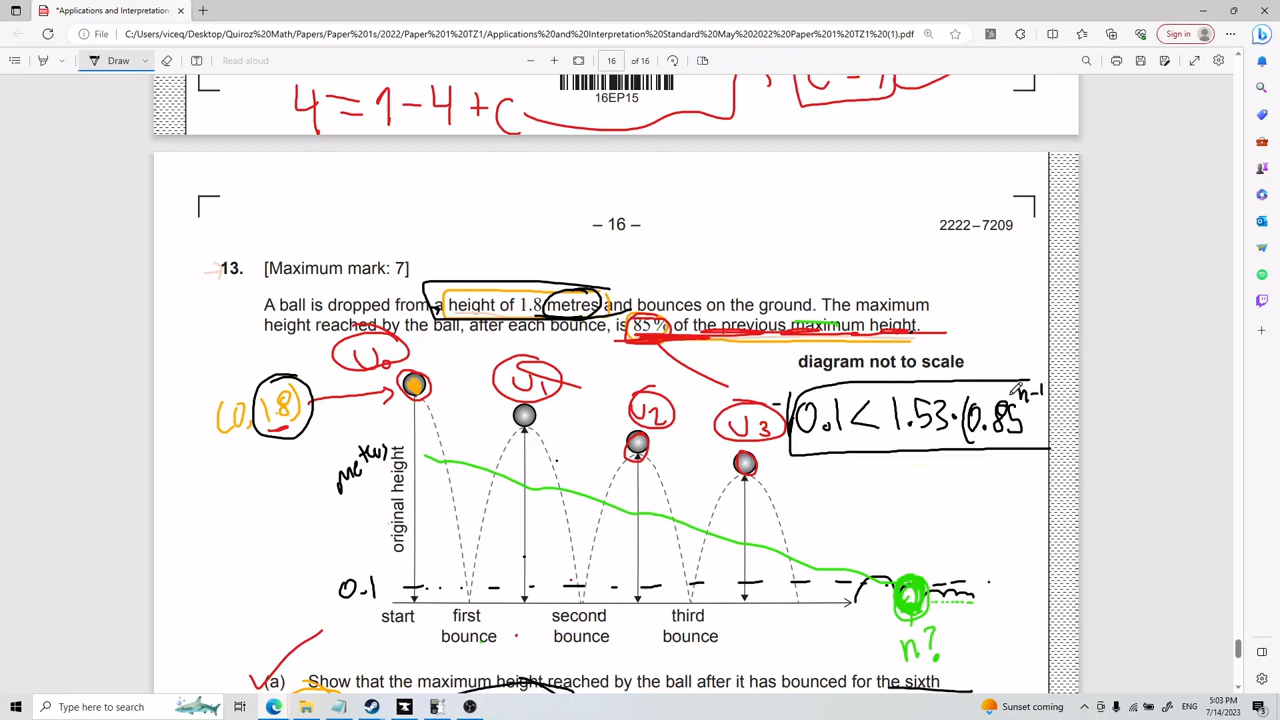 *Applications and Interpretation
File C:/Users/viceq/Desktop/Quiroz%20Math/Papers/Paper%201s/2022/Paper%201%20TZ1/Applications%20and%20Interpretation%20Standard%20May%202022%20Paper%201%20TZ1%20(1).pdf
Sign in
Draw
Read aloud
16 of 16
4 = 1 - 4 + C
16EP15
– 16 –
2222–7209
13. [Maximum mark: 7]
A ball is dropped from a height of 1.8 metres and bounces on the ground. The maximum
height reached by the ball, after each bounce, is 85% of the previous maximum height.
diagram not to scale
U0
U1
U2
U3
(0, 1.8)
0.1 < 1.53·(0.85
n-1
original height
0.1
start
first
bounce
second
bounce
third
bounce
n?
(a) Show that the maximum height reached by the ball after it has bounced for the sixth
Type here to search
Sunset coming
ENG
5:03 PM
7/14/2023